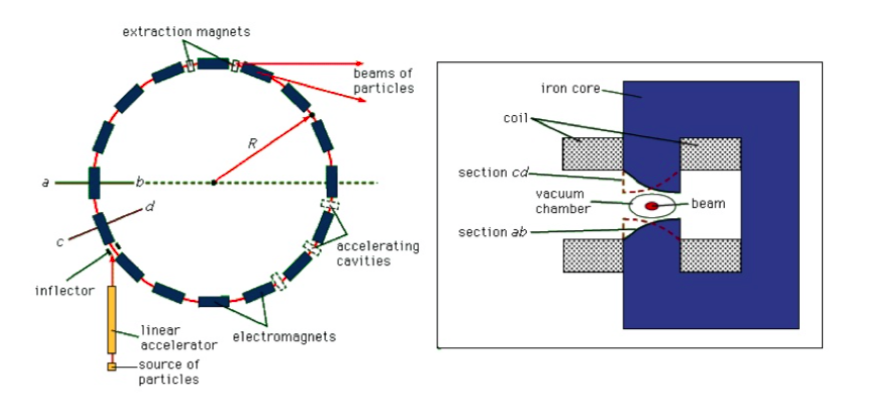 extraction magnets
beams of
particles
R
a
b
d
c
accelerating
cavities
inflector
electromagnets
linear
accelerator
source of
particles
iron core
coil
section cd
vacuum
chamber
beam
section ab